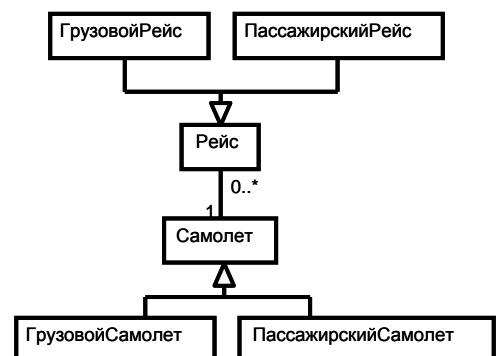 ГрузовойРейс
ПассажирскийРейс
Рейс
0..*
1
Самолет
ГрузовойСамолет
ПассажирскийСамолет